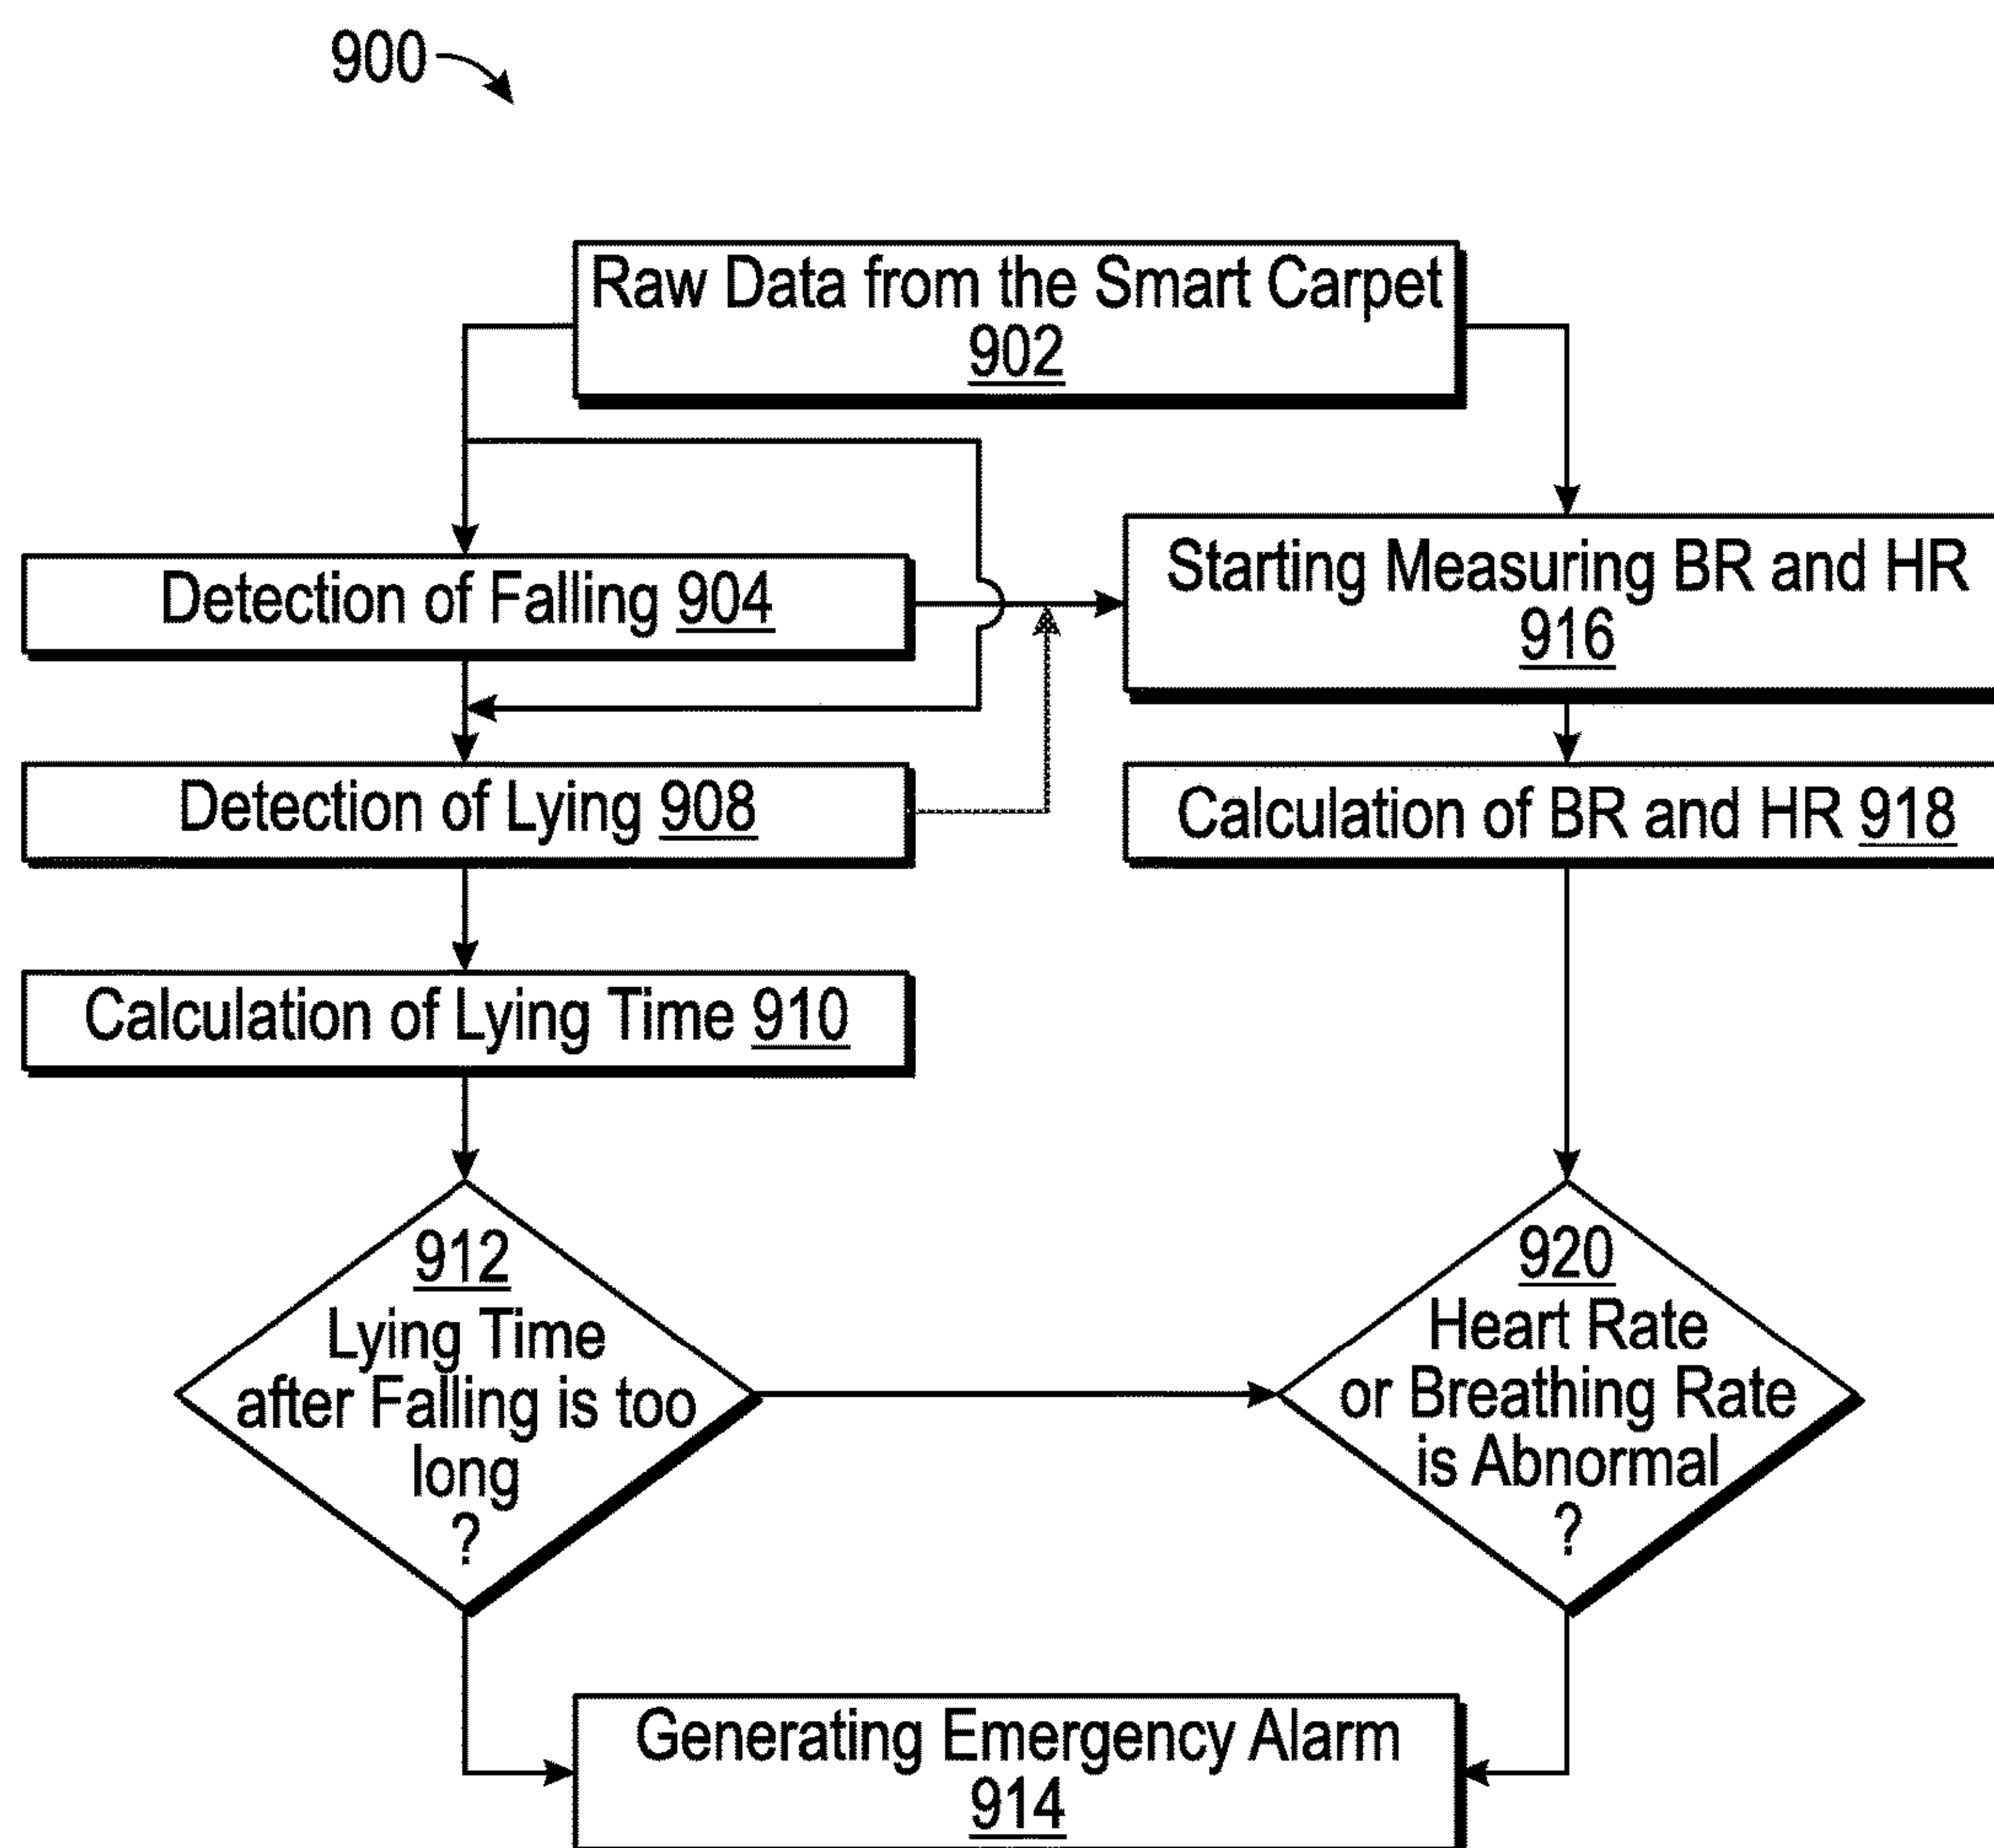 900
Raw Data from the Smart Carpet
902
Detection of Falling 904
Starting Measuring BR and HR
916
Detection of Lying 908
Calculation of BR and HR 918
Calculation of Lying Time 910
912
Lying Time
after Falling is too
long
?
920
Heart Rate
or Breathing Rate
is Abnormal
?
Generating Emergency Alarm
914